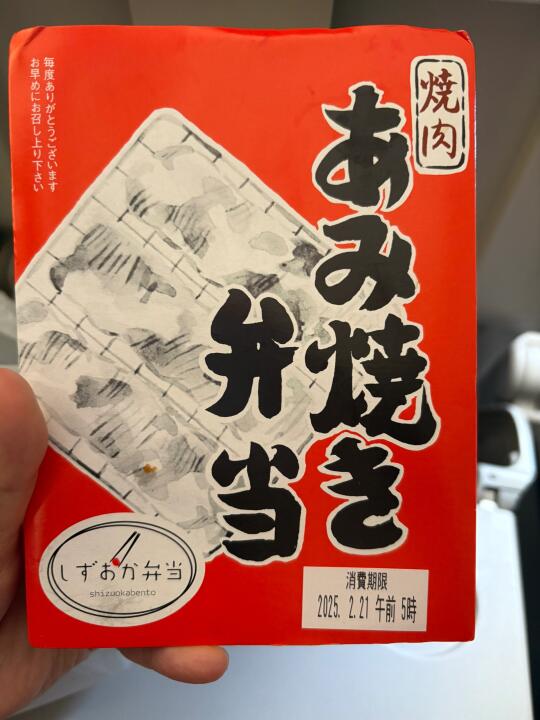 焼肉
あみ焼き
弁当
毎度ありがとうございます
お早めにお召し上り下さい
しずおか弁当
shizuokabento
消費期限
2025. 2.21 午前 5時